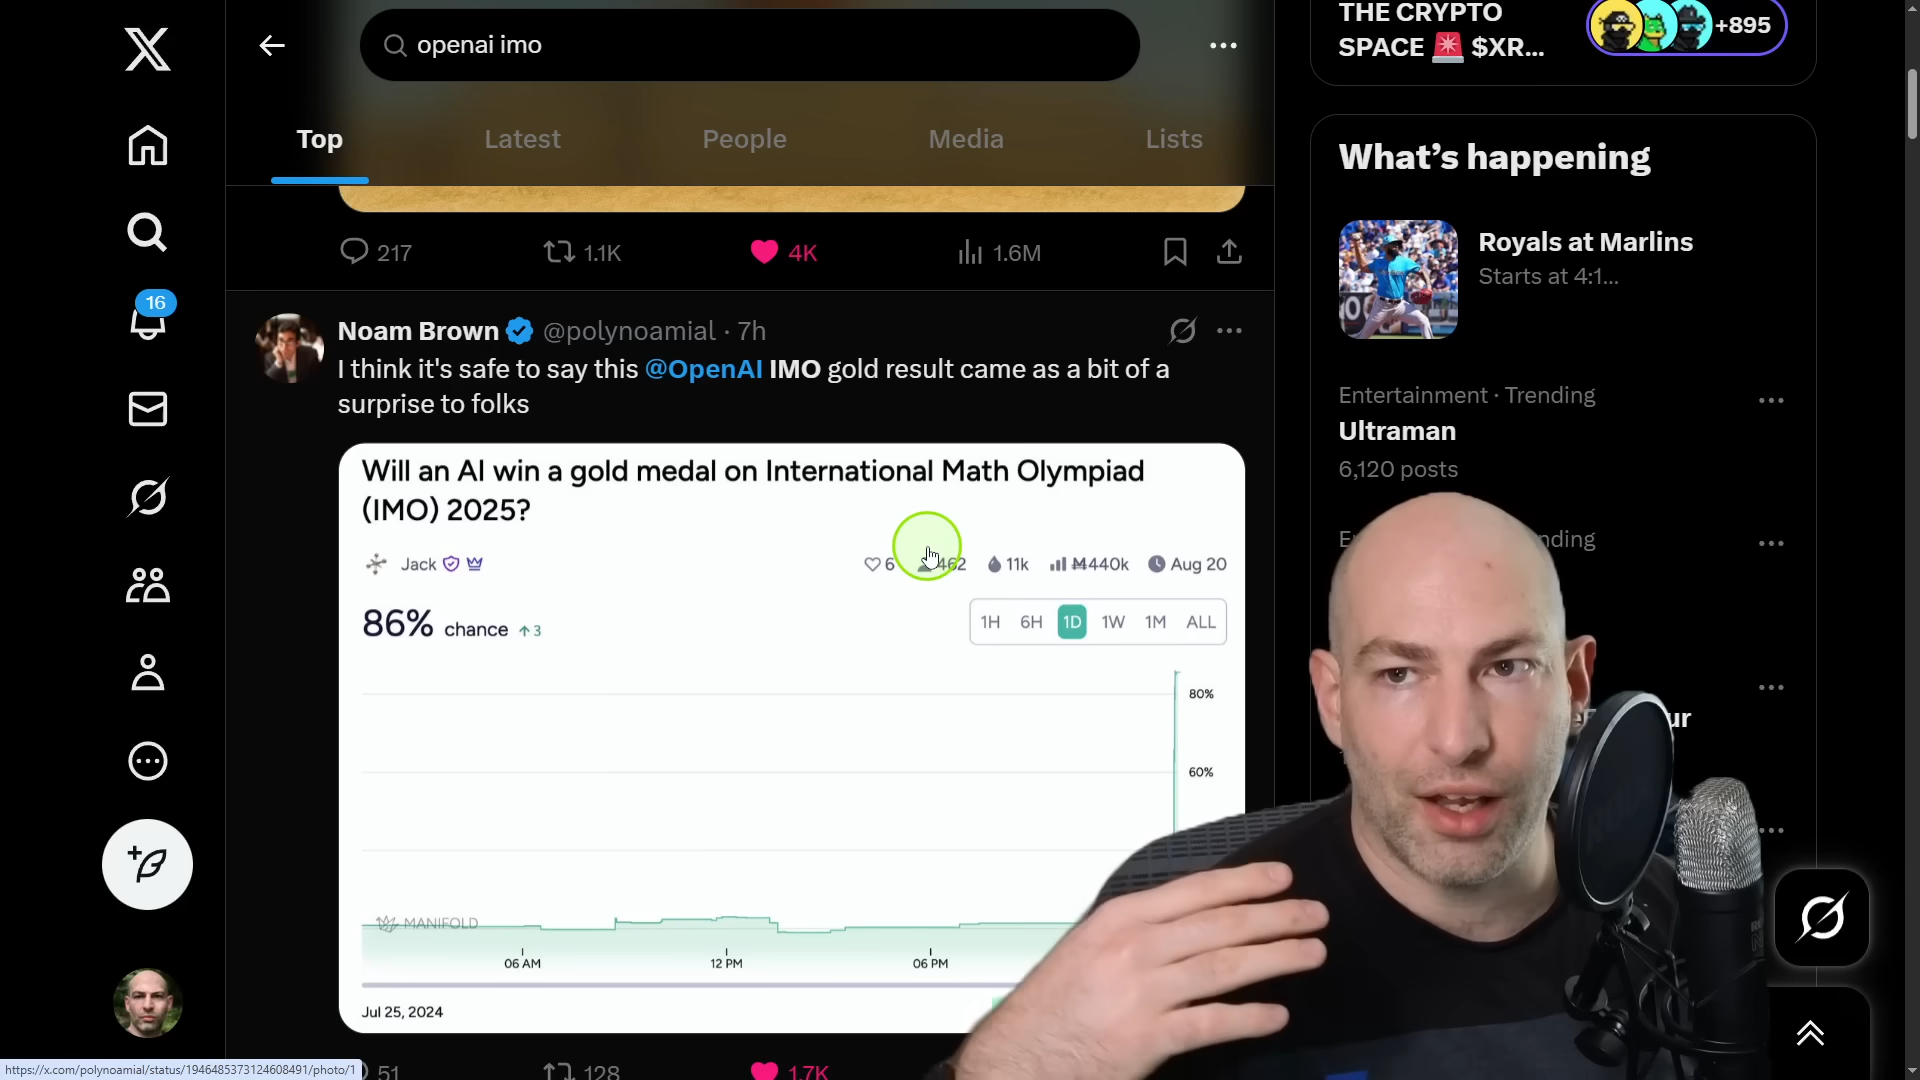 openai imo
Top
Latest
People
Media
Lists
217
1.1K
4K
1.6M
16
Noam Brown @polynoamial · 7h
I think it's safe to say this @OpenAI IMO gold result came as a bit of a
surprise to folks
Will an AI win a gold medal on International Math Olympiad
(IMO) 2025?
Jack
6
462
11k
M440k
Aug 20
86% chance ↑3
1H 6H 1D 1W 1M ALL
80%
60%
MANIFOLD
06 AM
12 PM
06 PM
Jul 25, 2024
51
128
1.7K
https://x.com/polynoamial/status/1946485373124608491/photo/1
THE CRYPTO
SPACE 🚨 $XR...
+895
What's happening
Royals at Marlins
Starts at 4:1...
Entertainment · Trending
Ultraman
6,120 posts